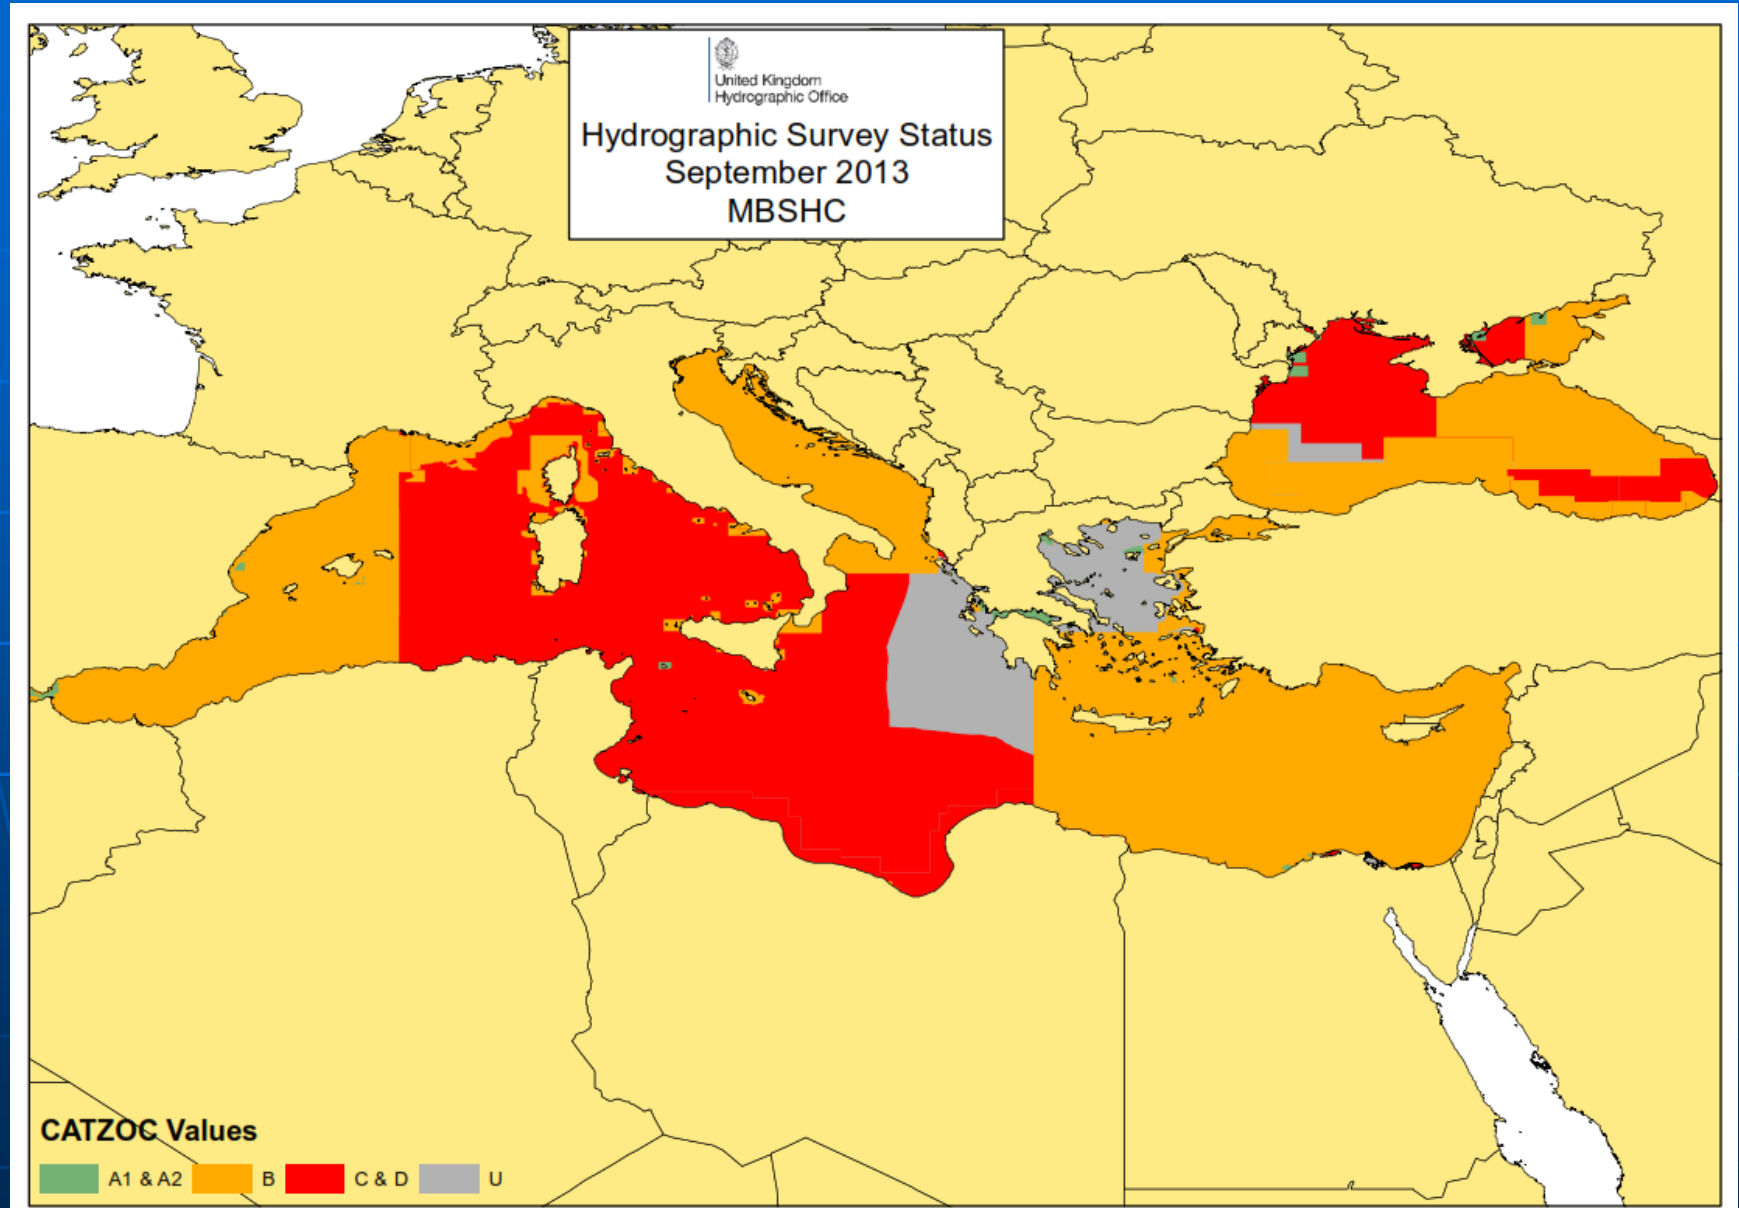 United Kingdom
Hydrographic Office
Hydrographic Survey Status
September 2013
MBSHC
CATZOC Values
A1 & A2
B
C & D
U